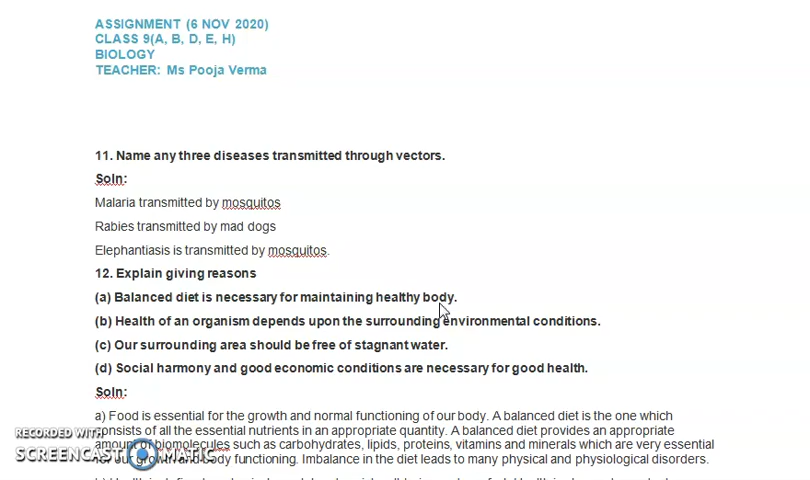 ASSIGNMENT (6 NOV 2020)
CLASS 9(A, B, D, E, H)
BIOLOGY
TEACHER: Ms Pooja Verma
11. Name any three diseases transmitted through vectors.
Soln:
Malaria transmitted by mosquitos
Rabies transmitted by mad dogs
Elephantiasis is transmitted by mosquitos.
12. Explain giving reasons
(a) Balanced diet is necessary for maintaining healthy body.
(b) Health of an organism depends upon the surrounding environmental conditions.
(c) Our surrounding area should be free of stagnant water.
(d) Social harmony and good economic conditions are necessary for good health.
Soln:
a) Food is essential for the growth and normal functioning of our body. A balanced diet is the one which
consists of all the essential nutrients in an appropriate quantity. A balanced diet provides an appropriate
amount of biomolecules such as carbohydrates, lipids, proteins, vitamins and minerals which are very essential
for our growth and body functioning. Imbalance in the diet leads to many physical and physiological disorders.
RECORDED WITH
SCREENCAST MATIC